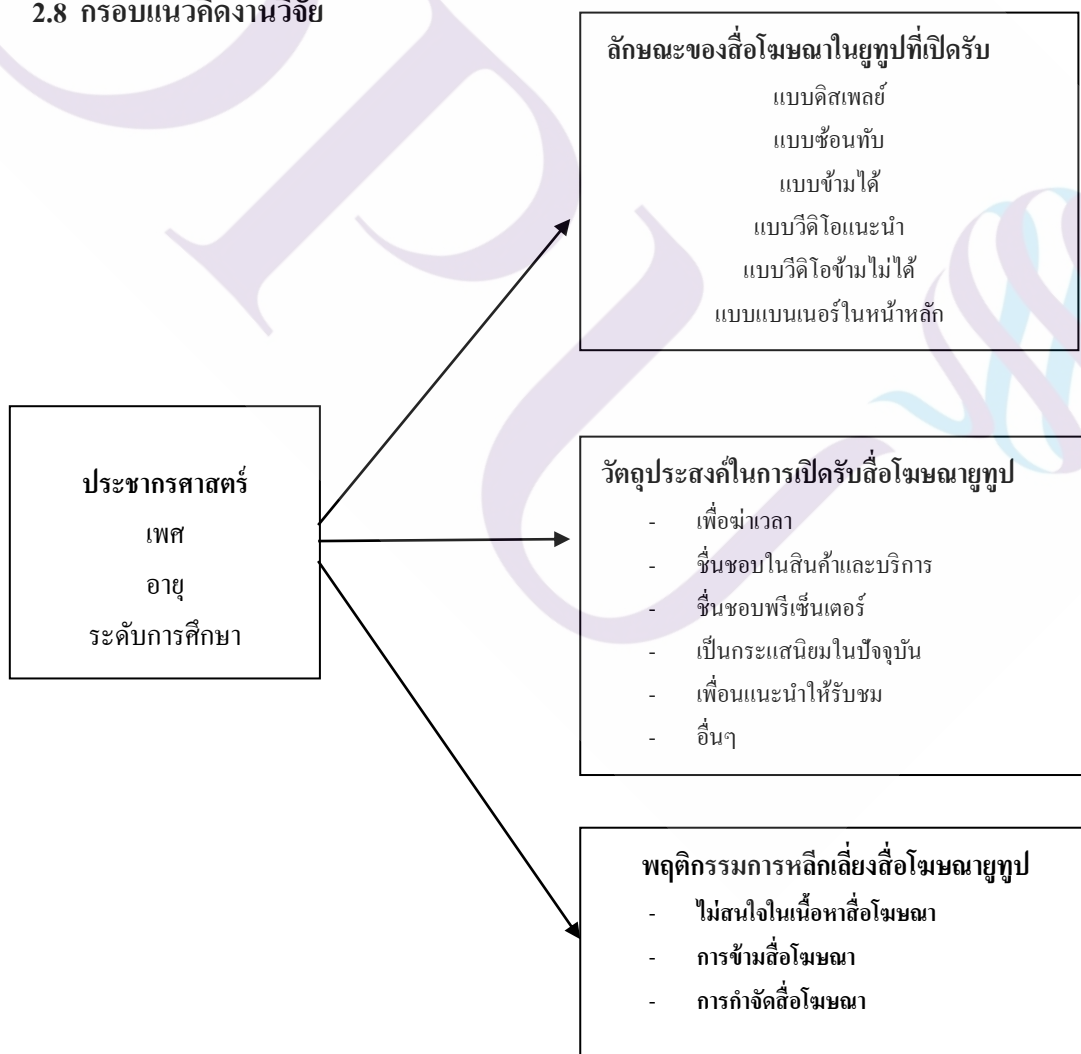 2.8 กรอบแนวคิดงานวิจัย
ลักษณะของสื่อโฆษณาในยูทูปที่เปิดรับ
แบบดิสเพลย์
แบบซ้อนทับ
แบบข้ามได้
แบบวีดิโอแนะนำ
แบบวีดิโอข้ามไม่ได้
แบบแบนเนอร์ในหน้าหลัก
ประชากรศาสตร์
เพศ
อายุ
ระดับการศึกษา
วัตถุประสงค์ในการเปิดรับสื่อโฆษณายูทูป
- เพื่อฆ่าเวลา
- ชื่นชอบในสินค้าและบริการ
- ชื่นชอบพรีเซ็นเตอร์
- เป็นกระแสนิยมในปัจจุบัน
- เพื่อนแนะนำให้รับชม
- อื่นๆ
พฤติกรรมการหลีกเลี่ยงสื่อโฆษณายูทูป
- ไม่สนใจในเนื้อหาสื่อโฆษณา
- การข้ามสื่อโฆษณา
- การกำจัดสื่อโฆษณา